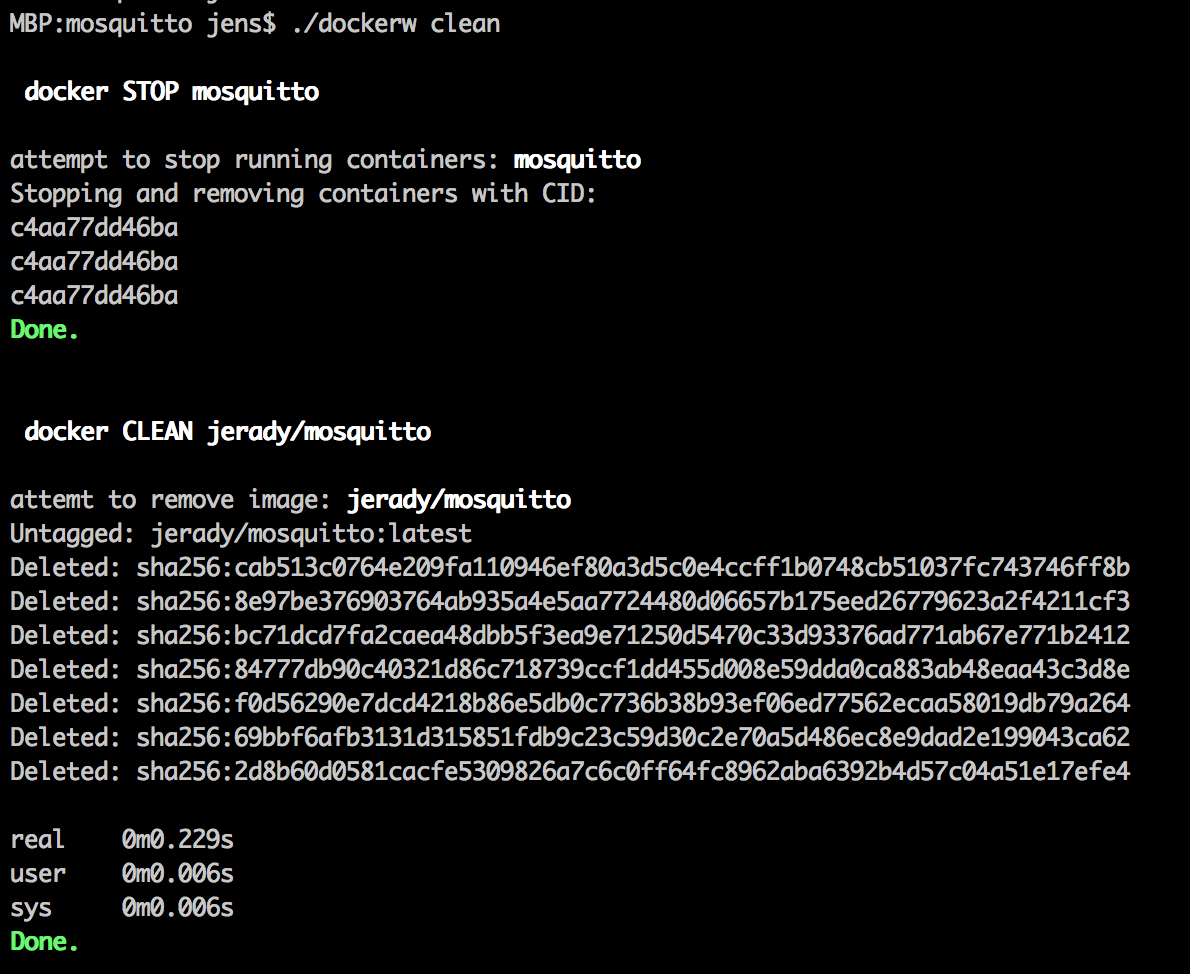 MBP:mosquitto jens$ ./dockerw clean
docker STOP mosquitto
attempt to stop running containers: mosquitto
Stopping and removing containers with CID:
c4aa77dd46ba
c4aa77dd46ba
c4aa77dd46ba
Done.
docker CLEAN jerady/mosquitto
attemt to remove image: jerady/mosquitto
Untagged: jerady/mosquitto:latest
Deleted: sha256:cab513c0764e209fa110946ef80a3d5c0e4ccff1b0748cb51037fc743746ff8b
Deleted: sha256:8e97be376903764ab935a4e5aa7724480d06657b175eed26779623a2f4211cf3
Deleted: sha256:bc71dcd7fa2caea48dbb5f3ea9e71250d5470c33d93376ad771ab67e771b2412
Deleted: sha256:84777db90c40321d86c718739ccf1dd455d008e59dda0ca883ab48eaa43c3d8e
Deleted: sha256:f0d56290e7dcd4218b86e5db0c7736b38b93ef06ed77562ecaa58019db79a264
Deleted: sha256:69bbf6afb3131d315851fdb9c23c59d30c2e70a5d486ec8e9dad2e199043ca62
Deleted: sha256:2d8b60d0581cacfe5309826a7c6c0ff64fc8962aba6392b4d57c04a51e17efe4
real 0m0.229s
user 0m0.006s
sys 0m0.006s
Done.